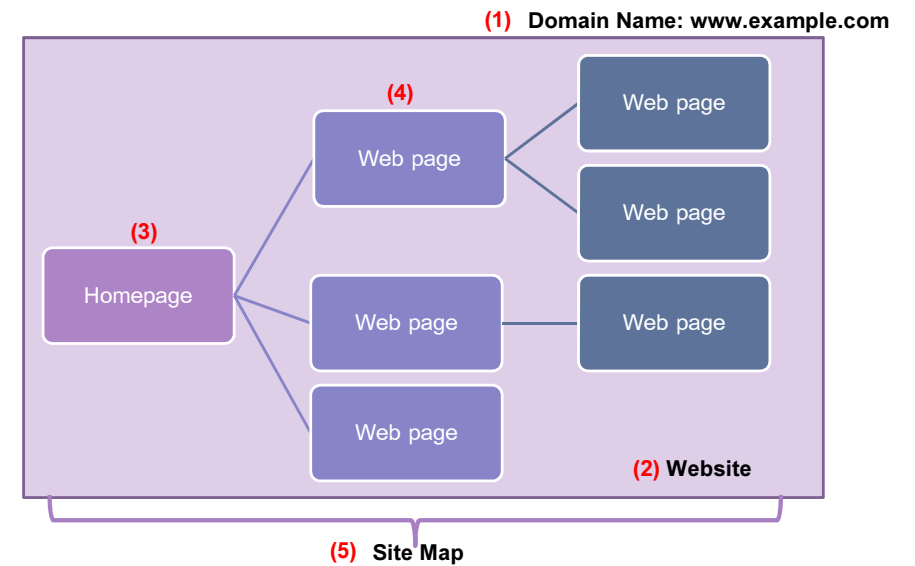 (1) Domain Name: www.example.com
Web page
(4)
Web page
Web page
(3)
Homepage
Web page
Web page
Web page
(2) Website
(5) Site Map